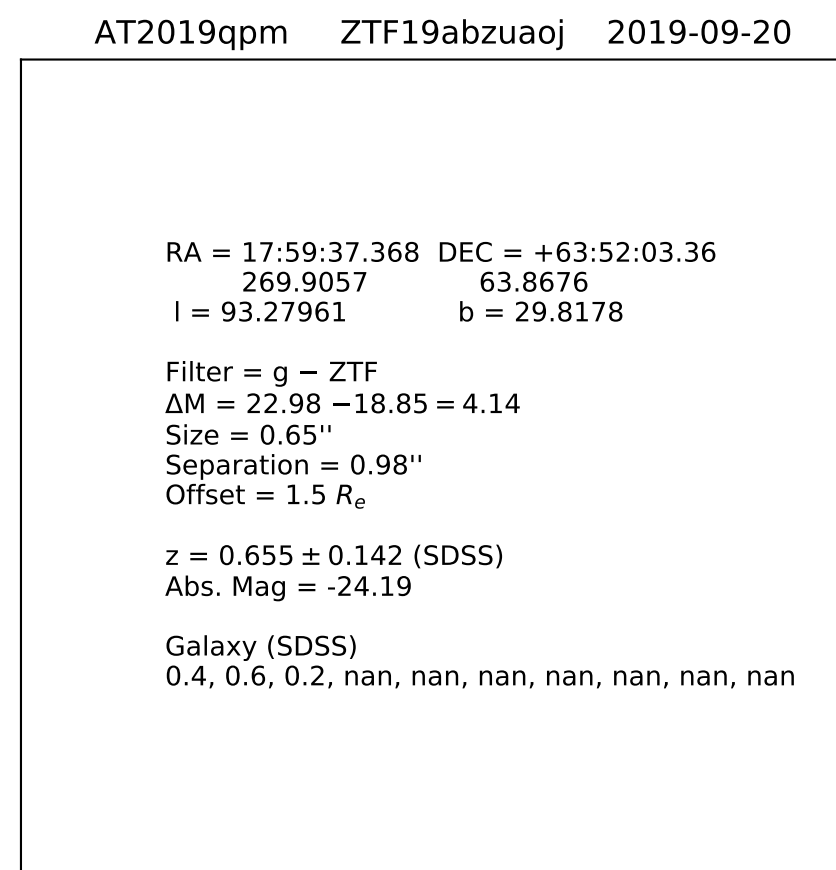 AT2019qpm ZTF19abzuaoj 2019-09-20
RA = 17:59:37.368 DEC = +63:52:03.36
269.9057 63.8676
l = 93.27961 b = 29.8178
Filter = g − ZTF
ΔM = 22.98 −18.85 = 4.14
Size = 0.65''
Separation = 0.98''
Offset = 1.5 Re
z = 0.655 ± 0.142 (SDSS)
Abs. Mag = -24.19
Galaxy (SDSS)
0.4, 0.6, 0.2, nan, nan, nan, nan, nan, nan, nan